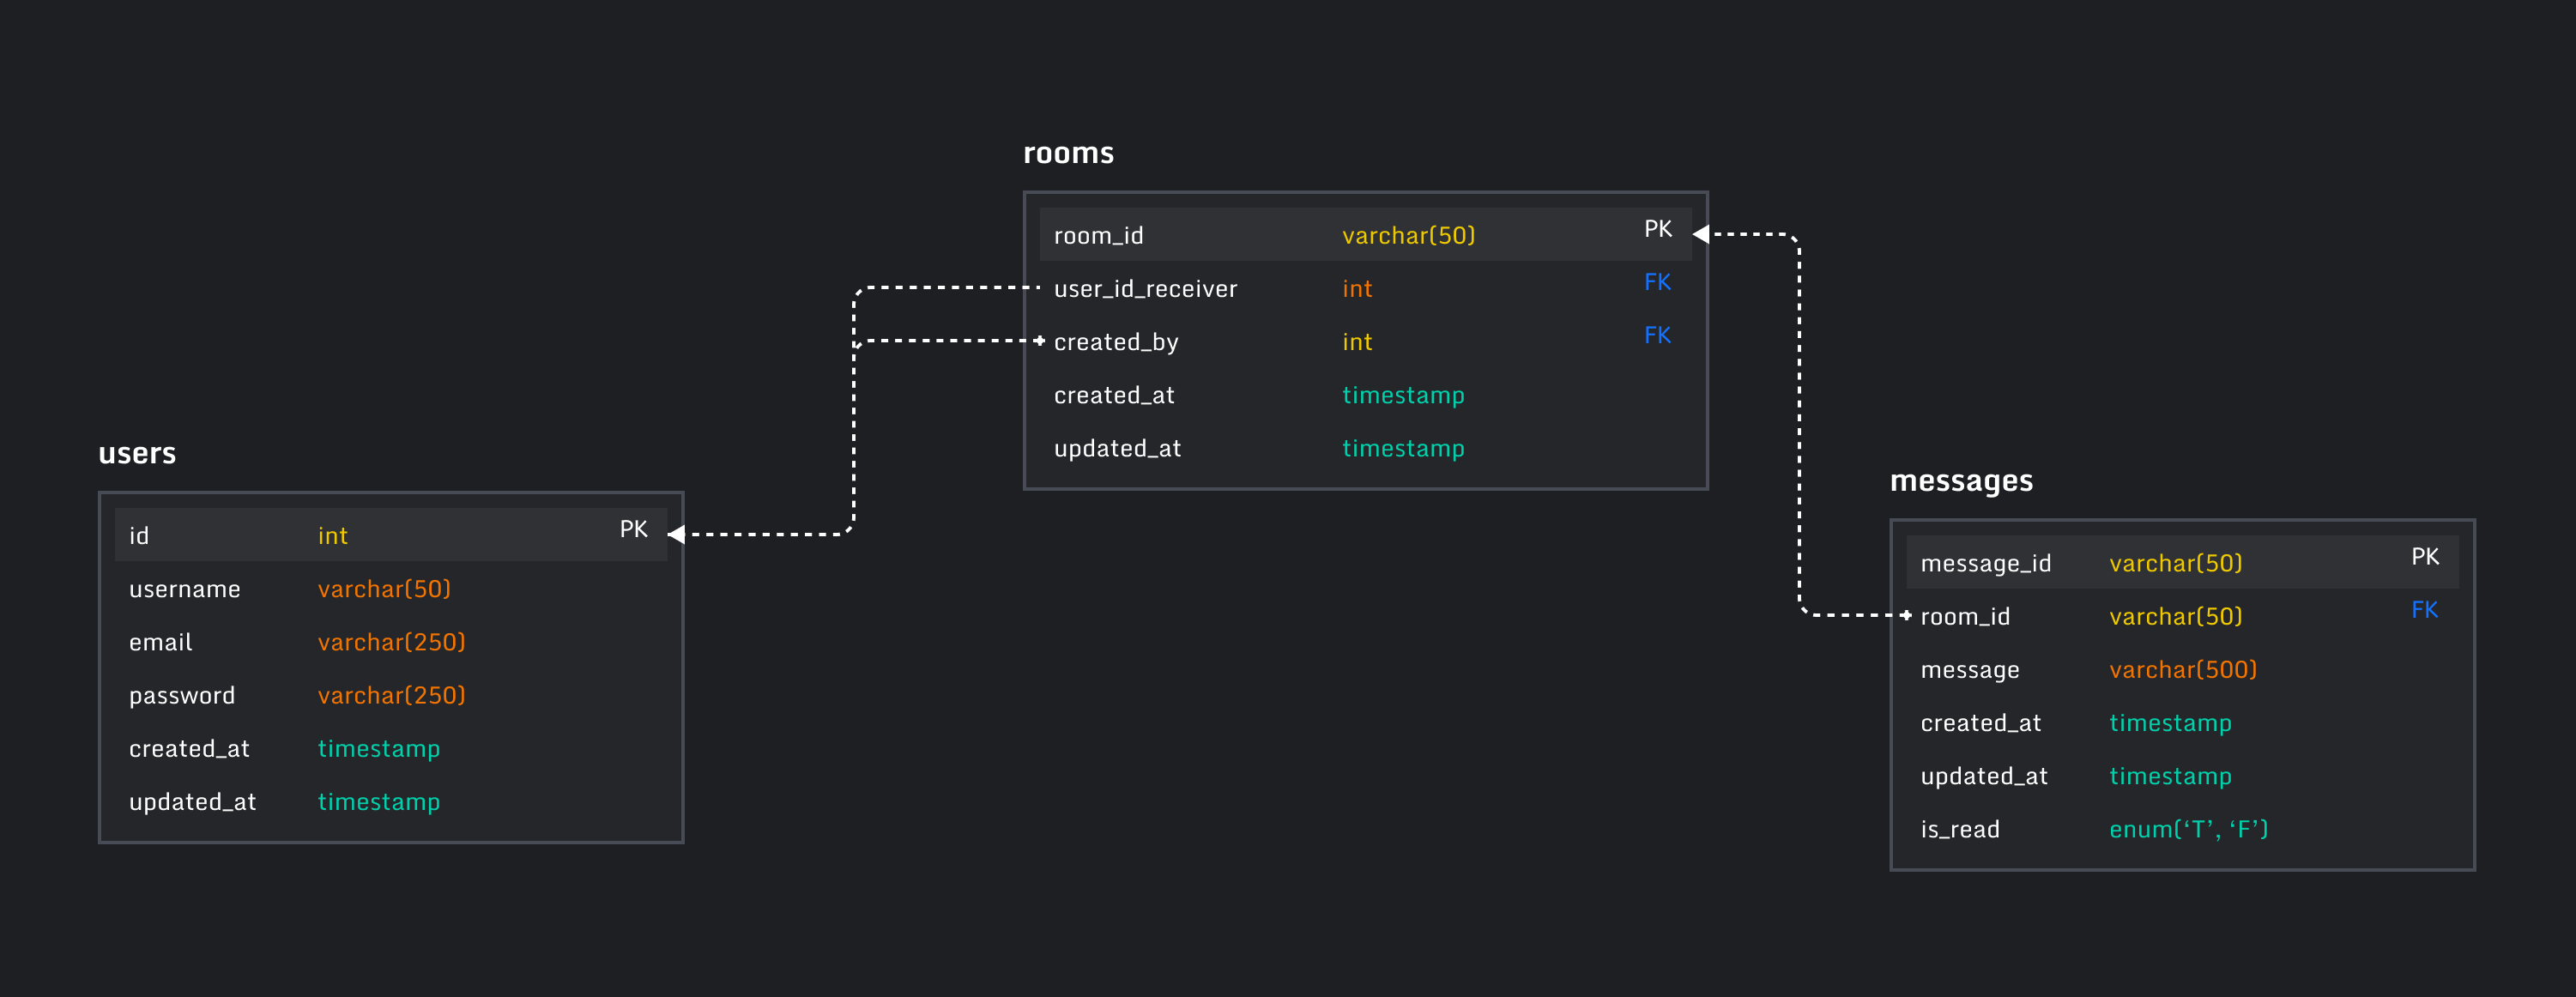 rooms
room_id varchar(50) PK
user_id_receiver int FK
created_by int FK
created_at timestamp
updated_at timestamp
users
id int PK
username varchar(50)
email varchar(250)
password varchar(250)
created_at timestamp
updated_at timestamp
messages
message_id varchar(50) PK
room_id varchar(50) FK
message varchar(500)
created_at timestamp
updated_at timestamp
is_read enum(‘T’, ‘F’)